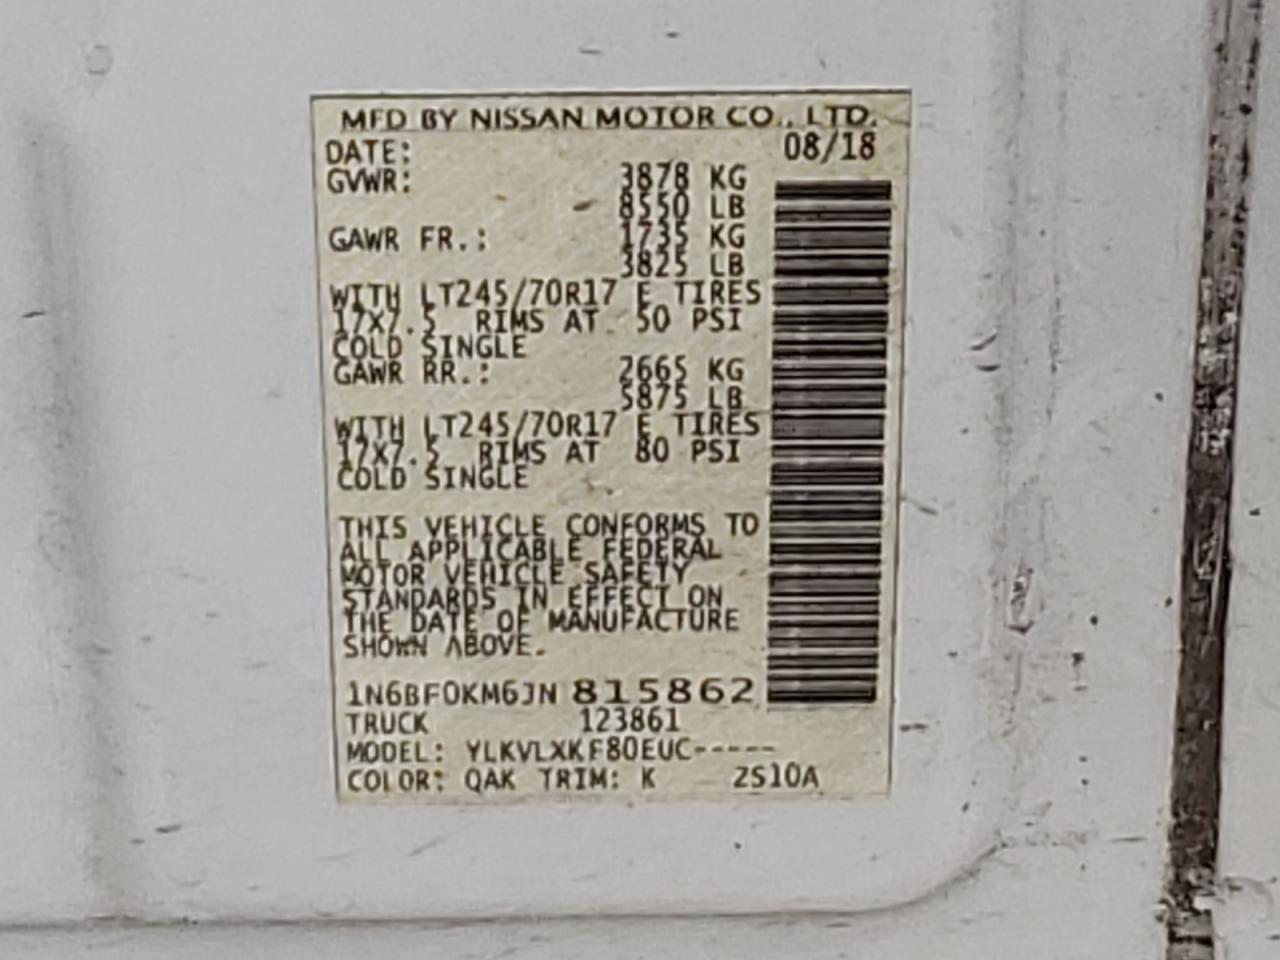 MFD BY NISSAN MOTOR CO., LTD.
DATE: 08/18
GVWR: 3878 KG
8550 LB
GAWR FR.: 1735 KG
3825 LB
WITH LT245/70R17 E TIRES
17X7.5 RIMS AT 50 PSI
COLD SINGLE
GAWR RR.: 2665 KG
5875 LB
WITH LT245/70R17 E TIRES
17X7.5 RIMS AT 80 PSI
COLD SINGLE
THIS VEHICLE CONFORMS TO
ALL APPLICABLE FEDERAL
MOTOR VEHICLE SAFETY
STANDARDS IN EFFECT ON
THE DATE OF MANUFACTURE
SHOWN ABOVE.
1N6BF0KM6JN 815862
TRUCK 123861
MODEL: YLKVLXKF80EUC-----
COLOR: QAK TRIM: K 2S10A